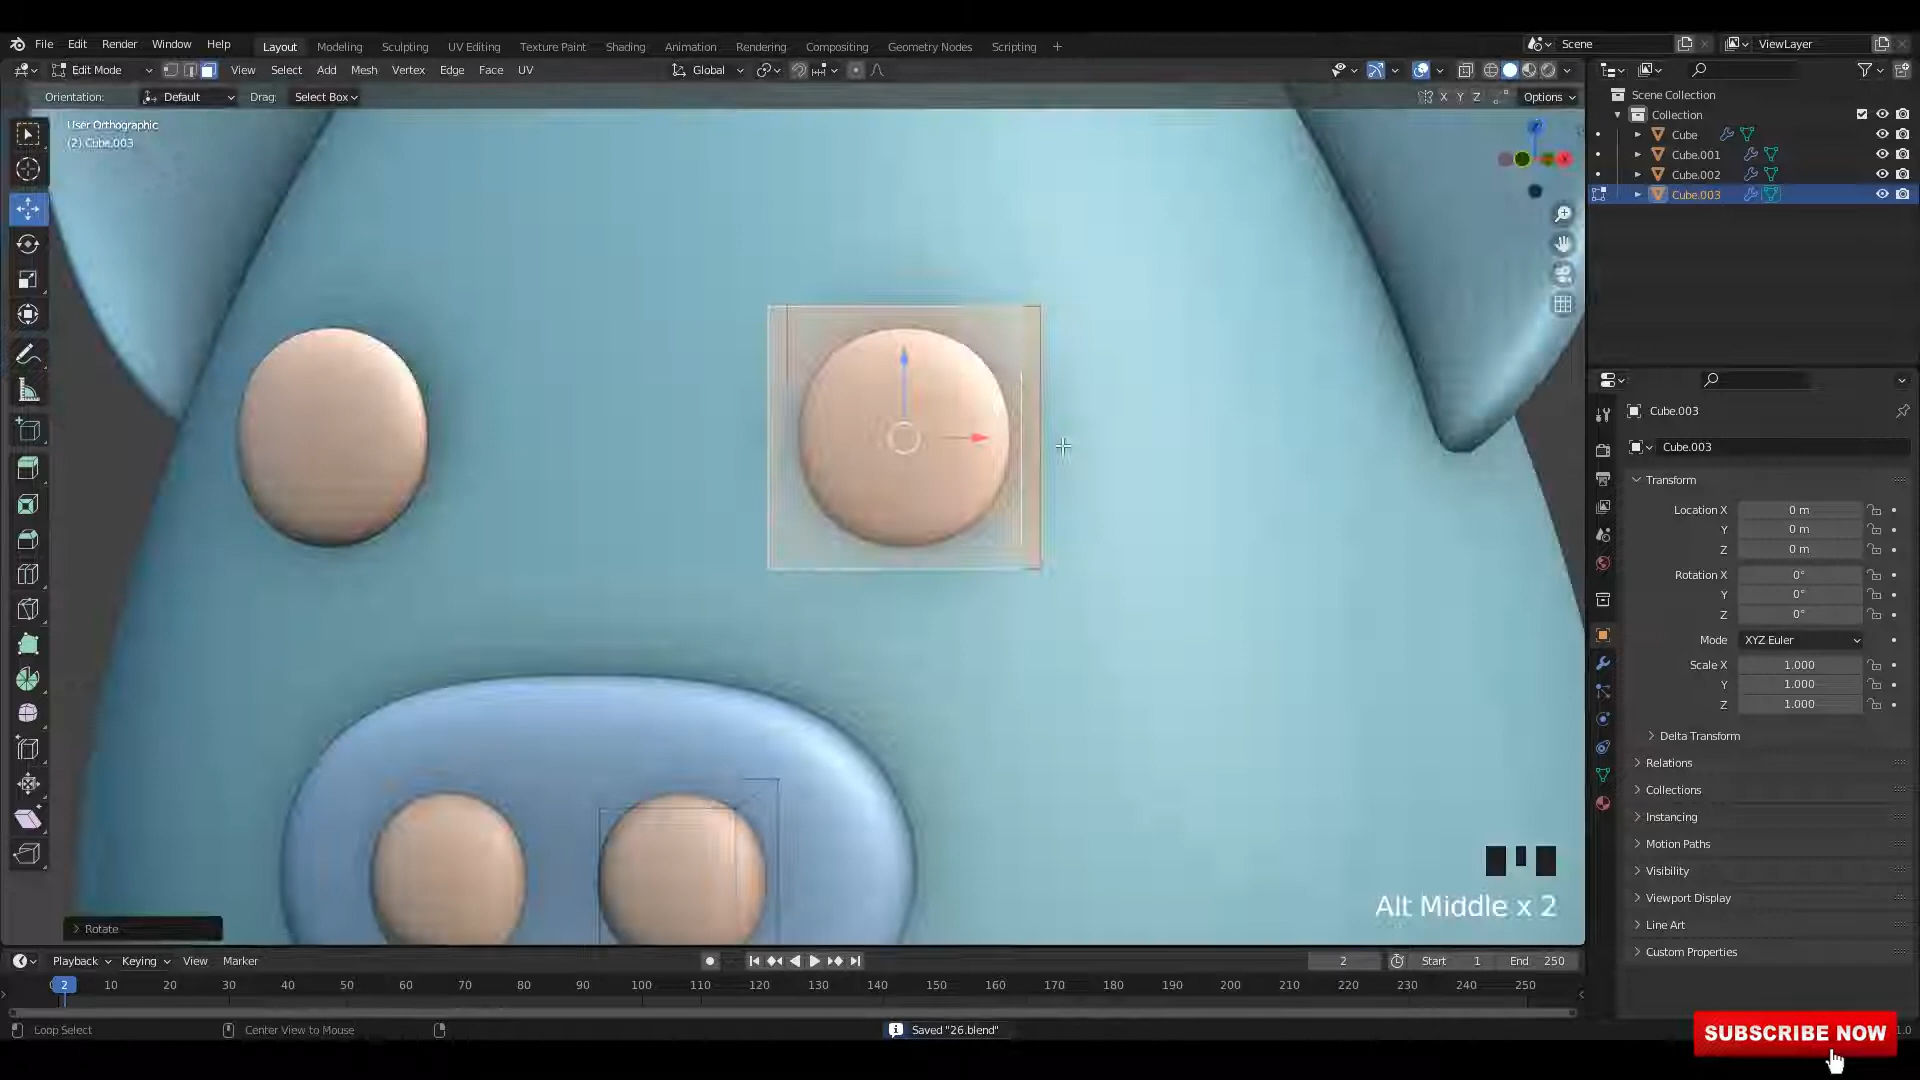 File Edit Render Window Help
Layout Modeling Sculpting UV Editing Texture Paint Shading Animation Rendering Compositing Geometry Nodes Scripting +
Scene
ViewLayer
Edit Mode
View Select Add Mesh Vertex Edge Face UV
Global
Orientation: Default Drag: Select Box
X Y Z
Options
User Orthographic
(2) Cube.003
Scene Collection
Collection
Cube
Cube.001
Cube.002
Cube.003
Cube.003
Cube.003
Transform
Location X 0 m
Y 0 m
Z 0 m
Rotation X 0°
Y 0°
Z 0°
Mode XYZ Euler
Scale X 1.000
Y 1.000
Z 1.000
Delta Transform
Relations
Collections
Instancing
Motion Paths
Visibility
Viewport Display
Line Art
Custom Properties
Alt Middle x 2
Rotate
Playback Keying View Marker
2
Start 1
End 250
2 10 20 30 40 50 60 70 80 90 100 110 120 130 140 150 160 170 180 190 200 210 220 230 240 250
Loop Select
Center View to Mouse
Saved "26.blend"
SUBSCRIBE NOW